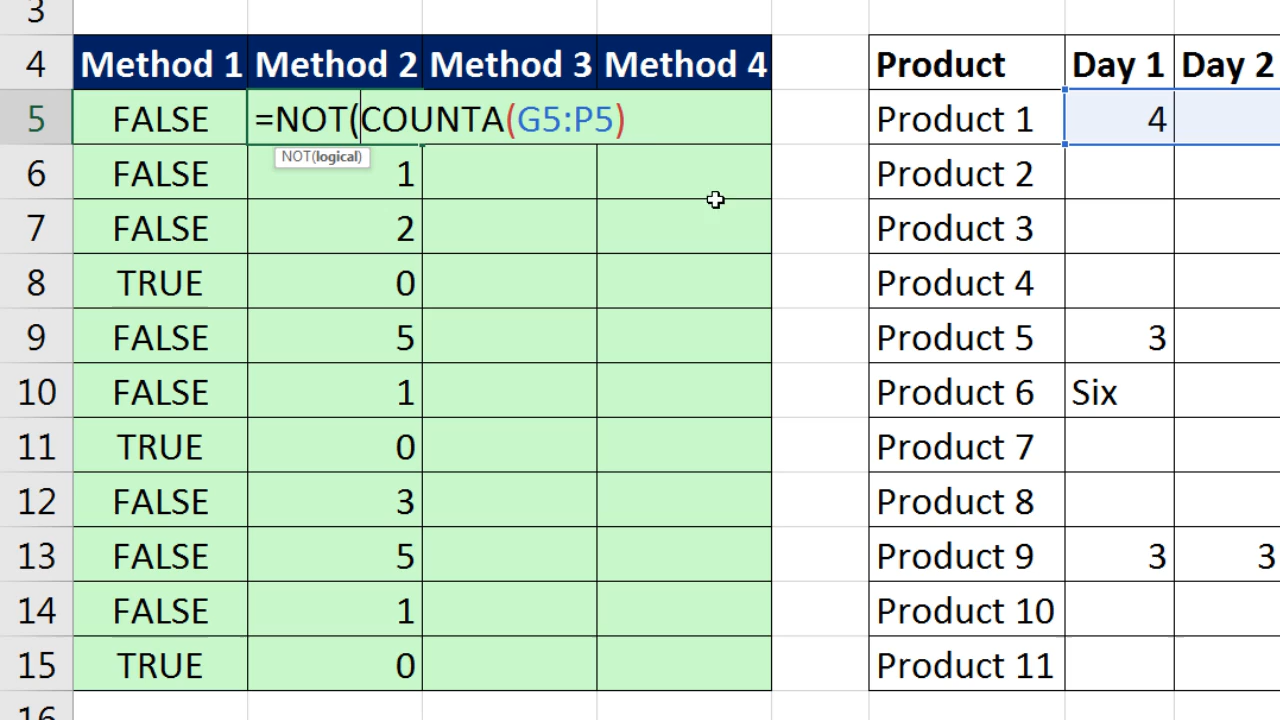 3
4 Method 1 Method 2 Method 3 Method 4 Product Day 1 Day 2
5 FALSE =NOT(COUNTA(G5:P5) Product 1 4
NOT(logical)
6 FALSE 1 Product 2
7 FALSE 2 Product 3
8 TRUE 0 Product 4
9 FALSE 5 Product 5 3
10 FALSE 1 Product 6 Six
11 TRUE 0 Product 7
12 FALSE 3 Product 8
13 FALSE 5 Product 9 3 3
14 FALSE 1 Product 10
15 TRUE 0 Product 11
16